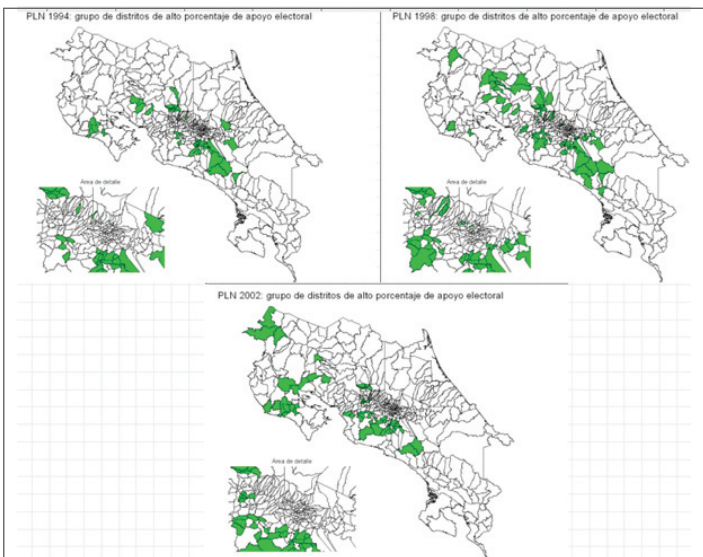 PLN 1994: grupo de distritos de alto porcentaje de apoyo electoral
PLN 1998: grupo de distritos de alto porcentaje de apoyo electoral
Área de detalle
Área de detalle
PLN 2002: grupo de distritos de alto porcentaje de apoyo electoral
Área de detalle